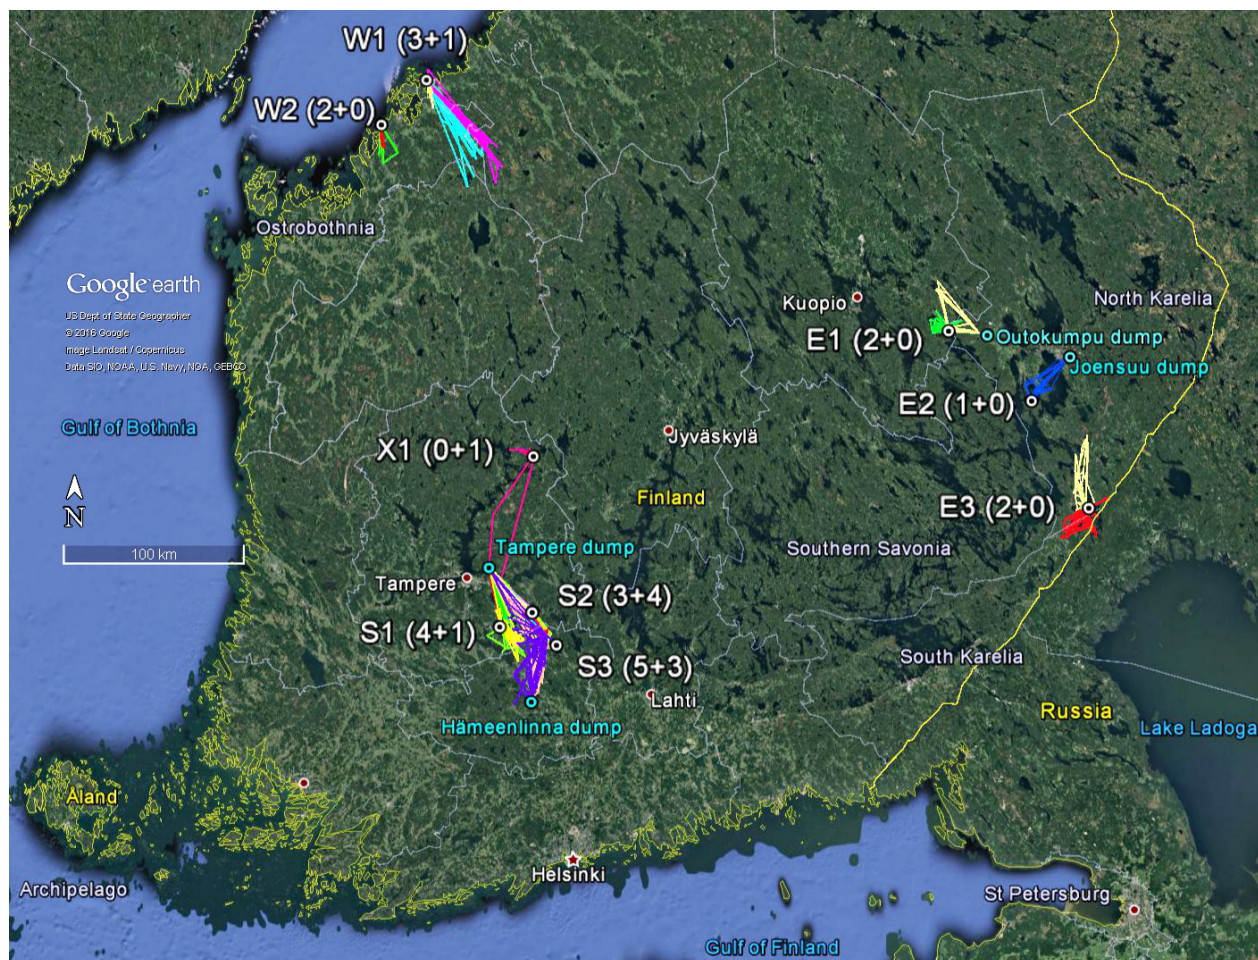 W1 (3+1)
W2 (2+0)
Ostrobothnia
Google earth
US Dept of State Geographer
© 2016 Google
Image Landsat / Copernicus
Data SIO, NOAA, U.S. Navy, NGA, GEBCO
Kuopio
North Karelia
E1 (2+0)
Outokumpu dump
Joensuu dump
E2 (1+0)
Gulf of Bothnia
X1 (0+1)
Jyväskylä
N
Finland
E3 (2+0)
100 km
Tampere dump
Southern Savonia
Tampere
S2 (3+4)
S1 (4+1)
S3 (5+3)
South Karelia
Lahti
Russia
Hämeenlinna dump
Lake Ladoga
Åland
Helsinki
Archipelago
St Petersburg
Gulf of Finland